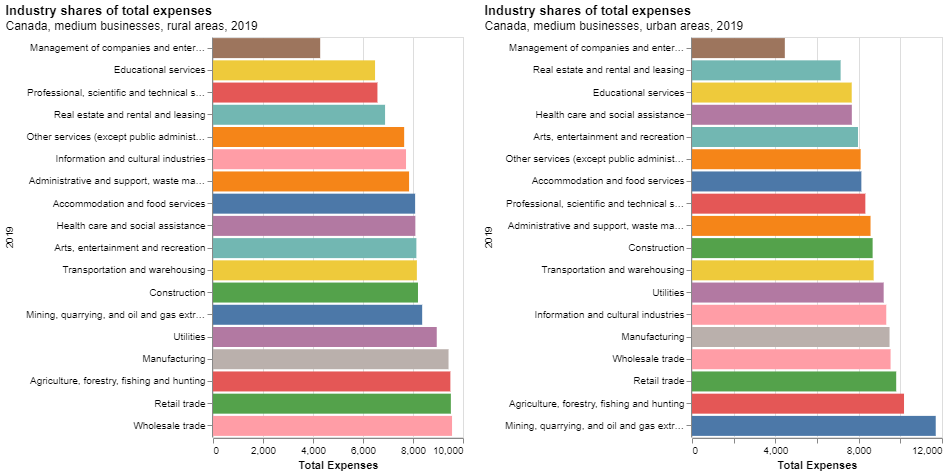 Industry shares of total expenses
Canada, medium businesses, rural areas, 2019
Management of companies and enter…
Educational services
Professional, scientific and technical s…
Real estate and rental and leasing
Other services (except public administ…
Information and cultural industries
Administrative and support, waste ma…
Accommodation and food services
Health care and social assistance
Arts, entertainment and recreation
Transportation and warehousing
Construction
Mining, quarrying, and oil and gas extr…
Utilities
Manufacturing
Agriculture, forestry, fishing and hunting
Retail trade
Wholesale trade
2019
0 2,000 4,000 6,000 8,000 10,000
Total Expenses
Industry shares of total expenses
Canada, medium businesses, urban areas, 2019
Management of companies and enter…
Real estate and rental and leasing
Educational services
Health care and social assistance
Arts, entertainment and recreation
Other services (except public administ…
Accommodation and food services
Professional, scientific and technical s…
Administrative and support, waste ma…
Construction
Transportation and warehousing
Utilities
Information and cultural industries
Manufacturing
Wholesale trade
Retail trade
Agriculture, forestry, fishing and hunting
Mining, quarrying, and oil and gas extr…
2019
0 4,000 8,000 12,000
Total Expenses